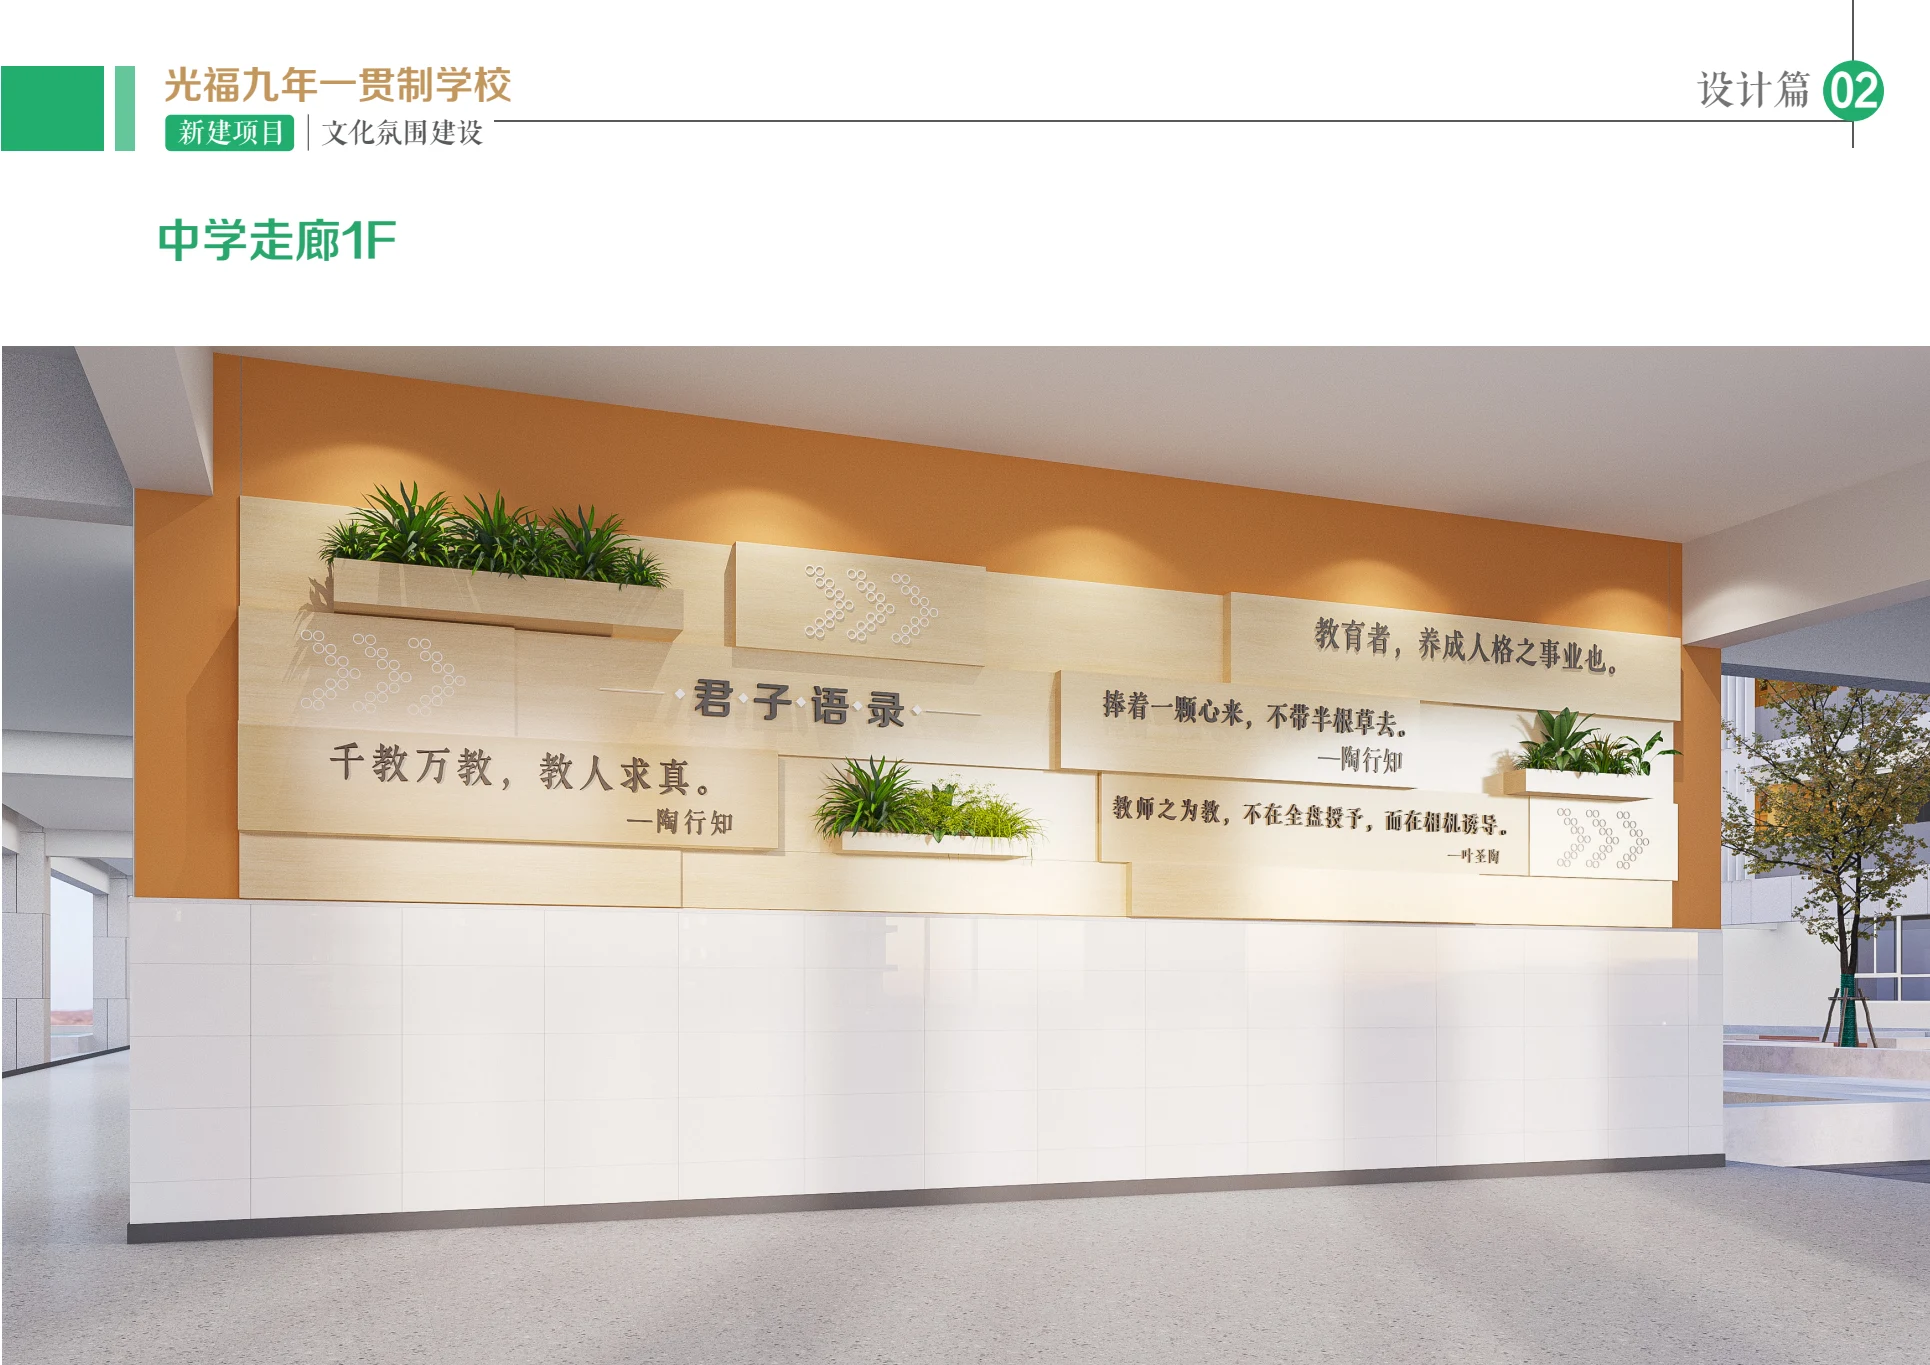 光福九年一贯制学校
新建项目 文化氛围建设
设计篇 02
中学走廊1F
君·子·语·录
千教万教，教人求真。
—陶行知
教育者，养成人格之事业也。
捧着一颗心来，不带半根草去。
—陶行知
教师之为教，不在全盘授予，而在相机诱导。
—叶圣陶